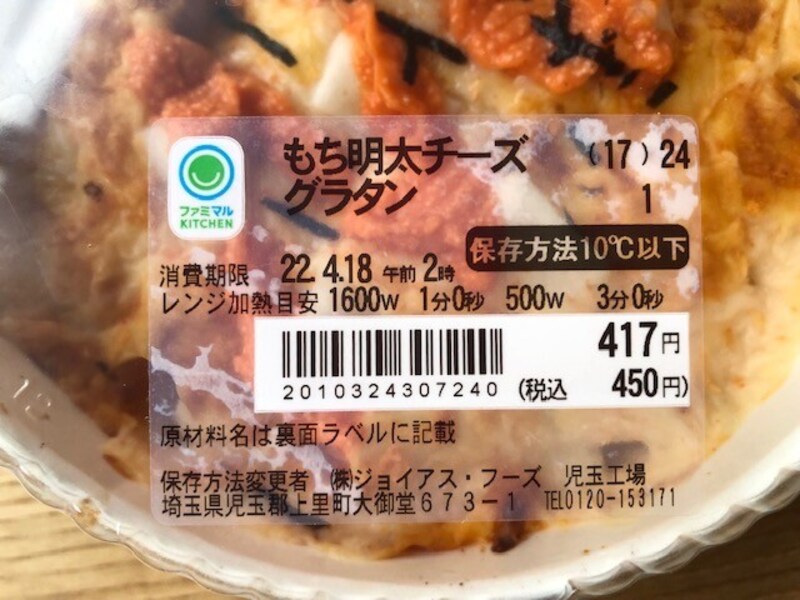 もち明太チーズ (17)24
グラタン 1
ファミマル
KITCHEN
保存方法10℃以下
消費期限 22.4.18 午前2時
レンジ加熱目安 1600W 1分0秒 500W 3分0秒
417円
2010324307240 (税込 450円)
原材料名は裏面ラベルに記載
保存方法変更者 (株)ジョイアス・フーズ 児玉工場
埼玉県児玉郡上里町大御堂673-1 TEL0120-153171